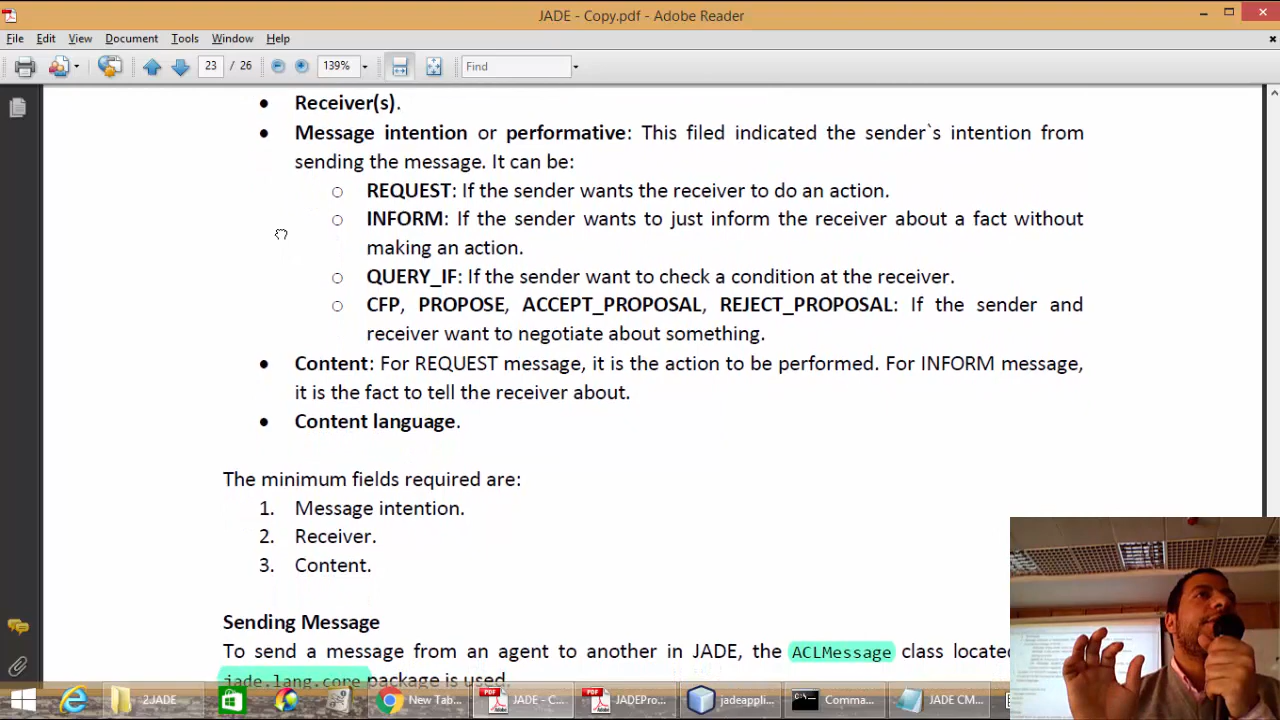 JADE - Copy.pdf - Adobe Reader
File Edit View Document Tools Window Help
23 / 26 139% Find
• Receiver(s).
• Message intention or performative: This filed indicated the sender`s intention from
sending the message. It can be:
○ REQUEST: If the sender wants the receiver to do an action.
○ INFORM: If the sender wants to just inform the receiver about a fact without
making an action.
○ QUERY_IF: If the sender want to check a condition at the receiver.
○ CFP, PROPOSE, ACCEPT_PROPOSAL, REJECT_PROPOSAL: If the sender and
receiver want to negotiate about something.
• Content: For REQUEST message, it is the action to be performed. For INFORM message,
it is the fact to tell the receiver about.
• Content language.
The minimum fields required are:
1. Message intention.
2. Receiver.
3. Content.
Sending Message
To send a message from an agent to another in JADE, the ACLMessage class locate
package is used.
2JADE New Tab... JADE - C... JADEPro... jadeappli... Comma... JADE CM...